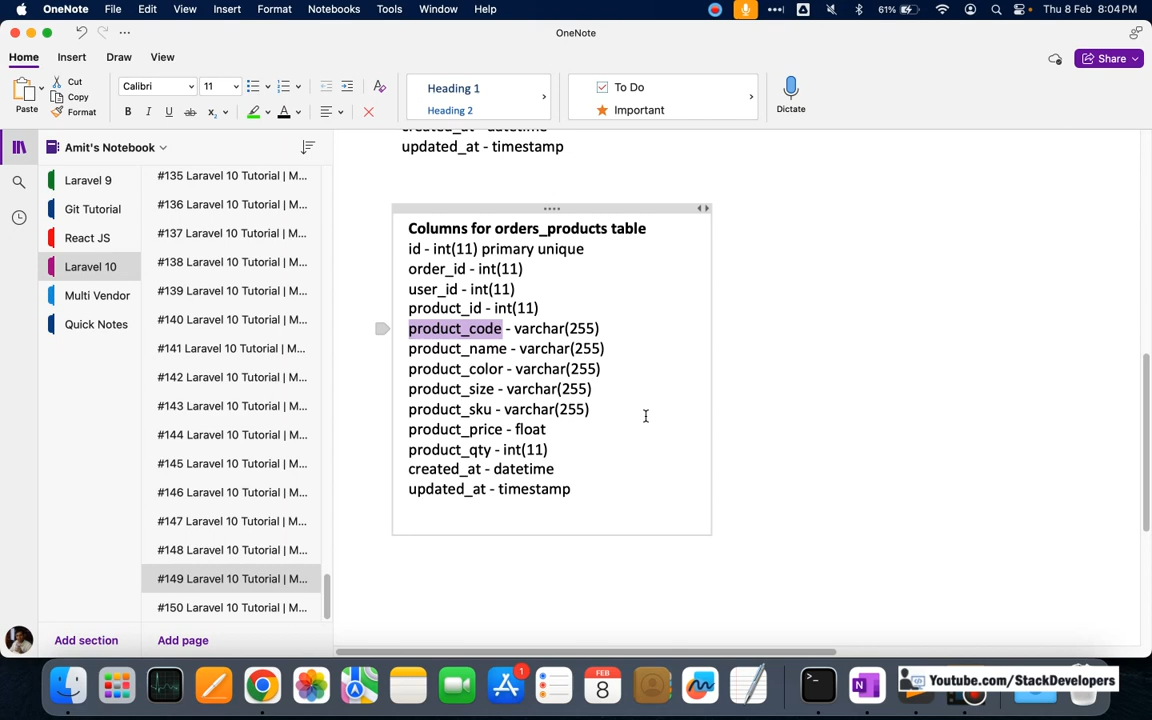 OneNote File Edit View Insert Format Notebooks Tools Window Help 61% Thu 8 Feb 8:04 PM
OneNote
Home Insert Draw View Share
Cut
Copy
Paste Format
Calibri 11
Heading 1
Heading 2
To Do
Important
Dictate
Amit's Notebook
Laravel 9
Git Tutorial
React JS
Laravel 10
Multi Vendor
Quick Notes
Add section
#135 Laravel 10 Tutorial | M...
#136 Laravel 10 Tutorial | M...
#137 Laravel 10 Tutorial | M...
#138 Laravel 10 Tutorial | M...
#139 Laravel 10 Tutorial | M...
#140 Laravel 10 Tutorial | M...
#141 Laravel 10 Tutorial | M...
#142 Laravel 10 Tutorial | M...
#143 Laravel 10 Tutorial | M...
#144 Laravel 10 Tutorial | M...
#145 Laravel 10 Tutorial | M...
#146 Laravel 10 Tutorial | M...
#147 Laravel 10 Tutorial | M...
#148 Laravel 10 Tutorial | M...
#149 Laravel 10 Tutorial | M...
#150 Laravel 10 Tutorial | M...
Add page
created_at - datetime
updated_at - timestamp
Columns for orders_products table
id - int(11) primary unique
order_id - int(11)
user_id - int(11)
product_id - int(11)
product_code - varchar(255)
product_name - varchar(255)
product_color - varchar(255)
product_size - varchar(255)
product_sku - varchar(255)
product_price - float
product_qty - int(11)
created_at - datetime
updated_at - timestamp
FEB
8
1
Youtube.com/StackDevelopers